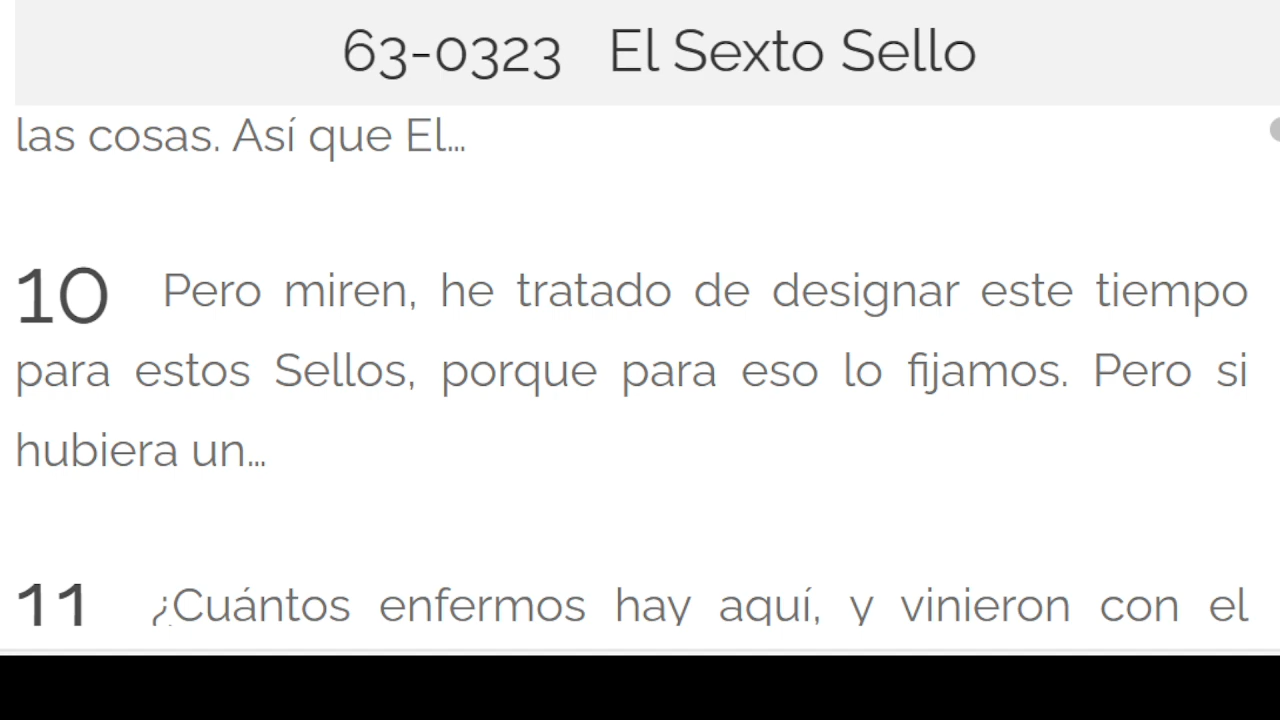 63-0323 El Sexto Sello
las cosas. Así que El...
10 Pero miren, he tratado de designar este tiempo
para estos Sellos, porque para eso lo fijamos. Pero si
hubiera un...
11 ¿Cuántos enfermos hay aquí, y vinieron con el